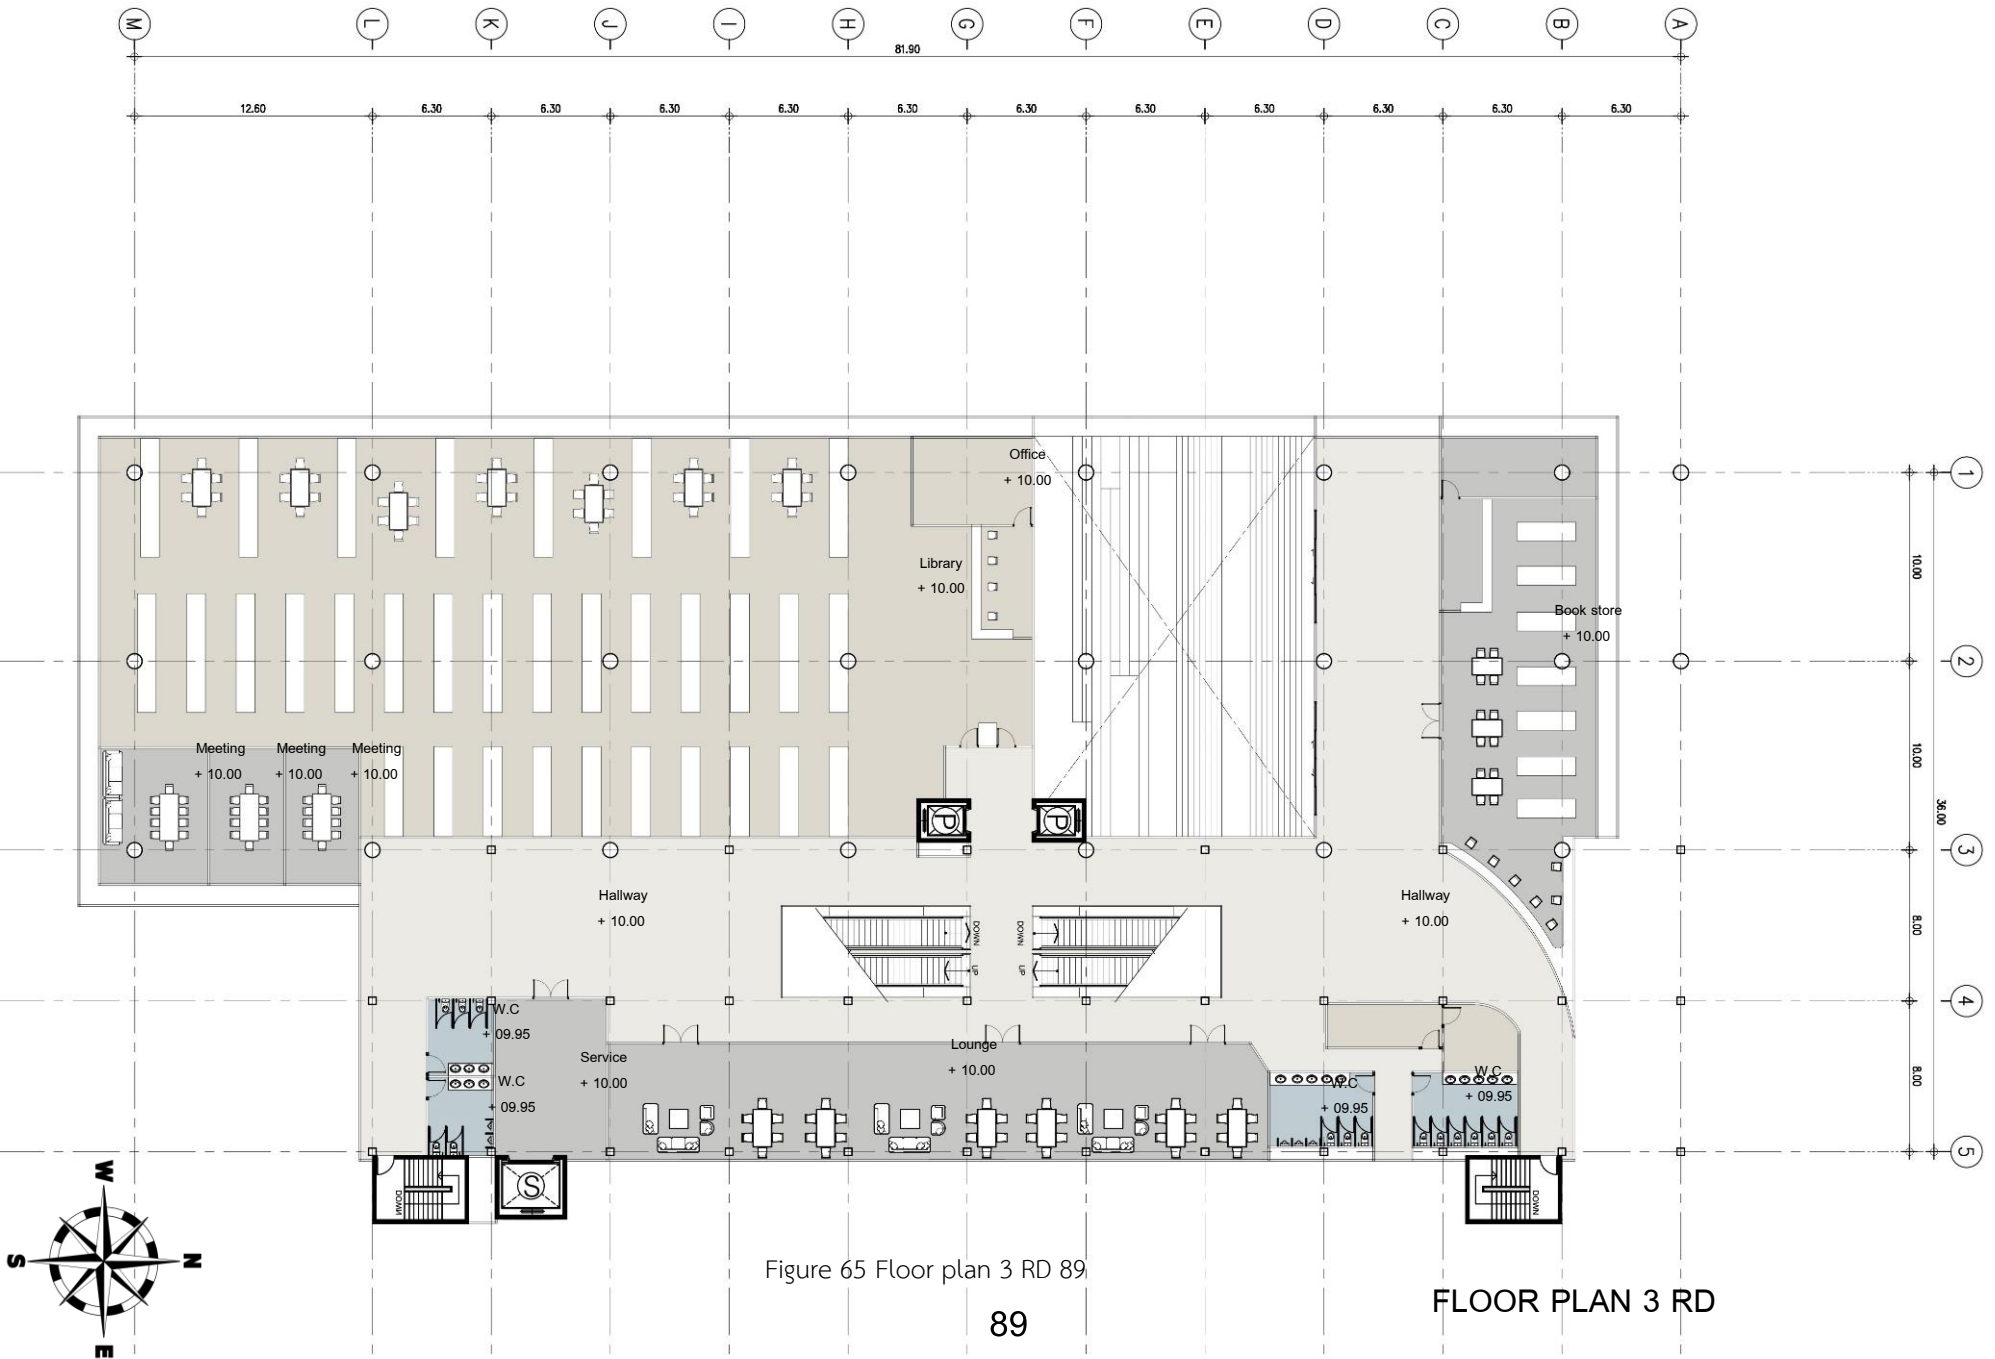 M L K J I H G F E D C B A
81.90
12.60 6.30 6.30 6.30 6.30 6.30 6.30 6.30 6.30 6.30 6.30 6.30
1
Office
+ 10.00
10.00
Library
+ 10.00
Book store
+ 10.00
2
Meeting Meeting Meeting
+ 10.00 + 10.00 + 10.00
10.00
36.00
P P
3
Hallway Hallway
+ 10.00 + 10.00
8.00
DOWN DOWN
UP UP
4
W.C
+ 09.95
Lounge
+ 10.00
Service
+ 10.00
W.C
+ 09.95
W.C
+ 09.95
W.C
+ 09.95
8.00
5
DOWN
S
DOWN
W
S N
E
Figure 65 Floor plan 3 RD 89
89
FLOOR PLAN 3 RD